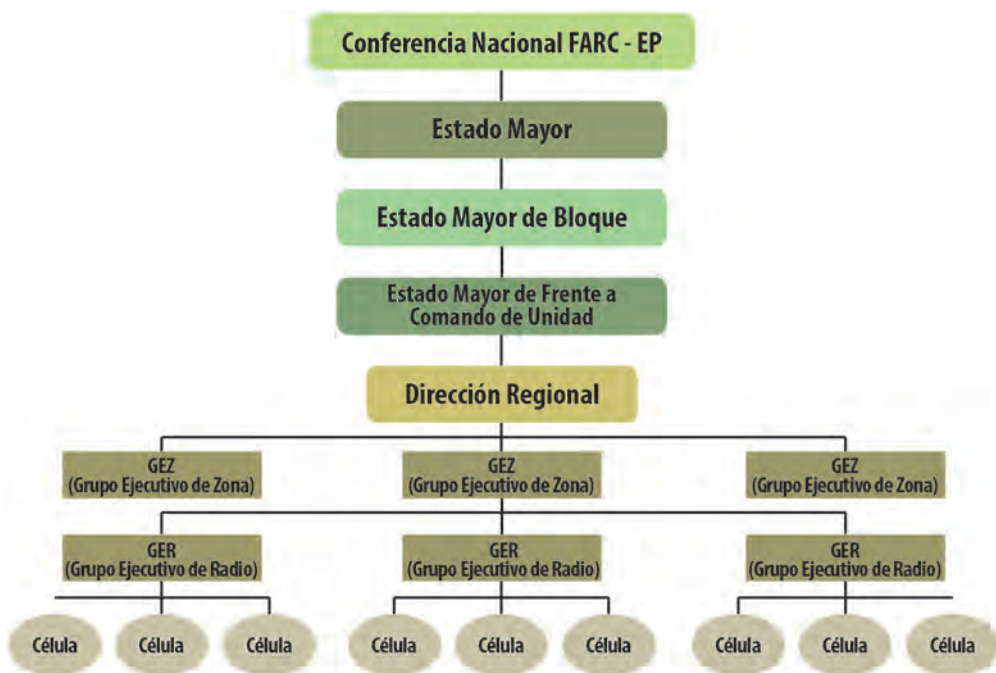 Conferencia Nacional FARC - EP
Estado Mayor
Estado Mayor de Bloque
Estado Mayor de Frente a
Comando de Unidad
Dirección Regional
GEZ
(Grupo Ejecutivo de Zona)
GEZ
(Grupo Ejecutivo de Zona)
GEZ
(Grupo Ejecutivo de Zona)
GER
(Grupo Ejecutivo de Radio)
GER
(Grupo Ejecutivo de Radio)
GER
(Grupo Ejecutivo de Radio)
Célula
Célula
Célula
Célula
Célula
Célula
Célula
Célula
Célula